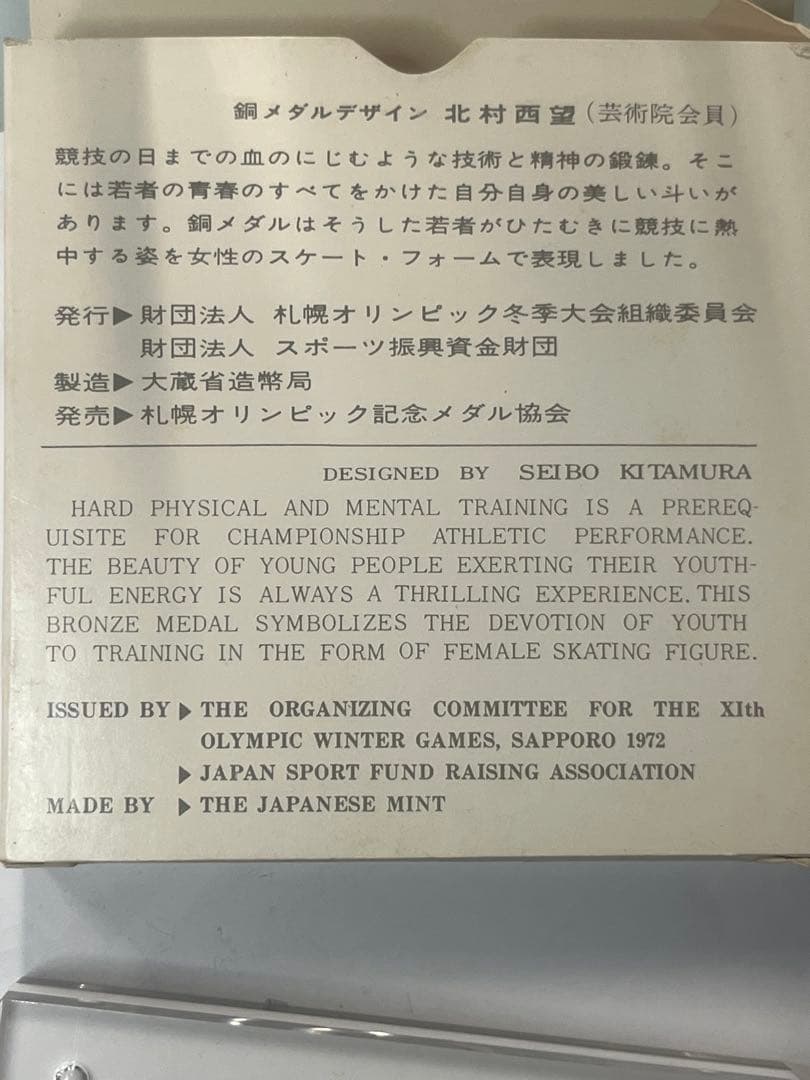 銅メダルデザイン 北村西望(芸術院会員)
競技の日までの血のにじむような技術と精神の鍛錬。そこ
には若者の青春のすべてをかけた自分自身の美しい斗いが
あります。銅メダルはそうした若者がひたむきに競技に熱
中する姿を女性のスケート・フォームで表現しました。
発行▶財団法人 札幌オリンピック冬季大会組織委員会
財団法人 スポーツ振興資金財団
製造▶大蔵省造幣局
発売▶札幌オリンピック記念メダル協会
DESIGNED BY SEIBO KITAMURA
HARD PHYSICAL AND MENTAL TRAINING IS A PREREQ-
UISITE FOR CHAMPIONSHIP ATHLETIC PERFORMANCE.
THE BEAUTY OF YOUNG PEOPLE EXERTING THEIR YOUTH-
FUL ENERGY IS ALWAYS A THRILLING EXPERIENCE. THIS
BRONZE MEDAL SYMBOLIZES THE DEVOTION OF YOUTH
TO TRAINING IN THE FORM OF FEMALE SKATING FIGURE.
ISSUED BY ▶ THE ORGANIZING COMMITTEE FOR THE XIth
OLYMPIC WINTER GAMES, SAPPORO 1972
▶ JAPAN SPORT FUND RAISING ASSOCIATION
MADE BY ▶ THE JAPANESE MINT